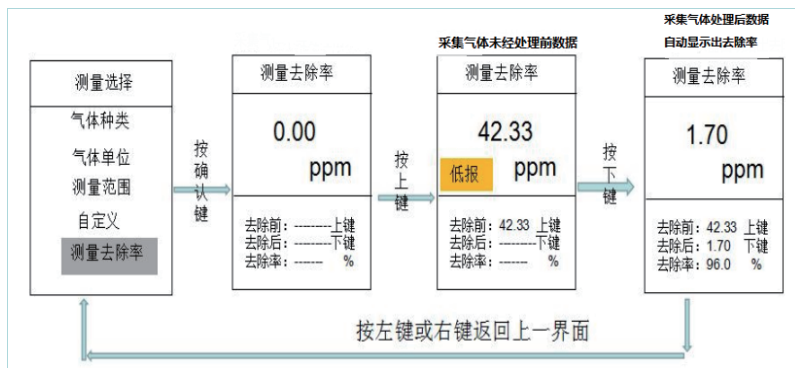 采集气体未经处理前数据
采集气体处理后数据
自动显示出去除率
测量选择
气体种类
气体单位
测量范围
自定义
测量去除率
按确认键
测量去除率
0.00
ppm
去除前：--------上键
去除后：--------下键
去除率：------ %
按上键
测量去除率
42.33
低报 ppm
去除前：42.33 上键
去除后：--------下键
去除率：------ %
按下键
测量去除率
1.70
ppm
去除前：42.33 上键
去除后：1.70 下键
去除率：96.0 %
按左键或右键返回上一界面